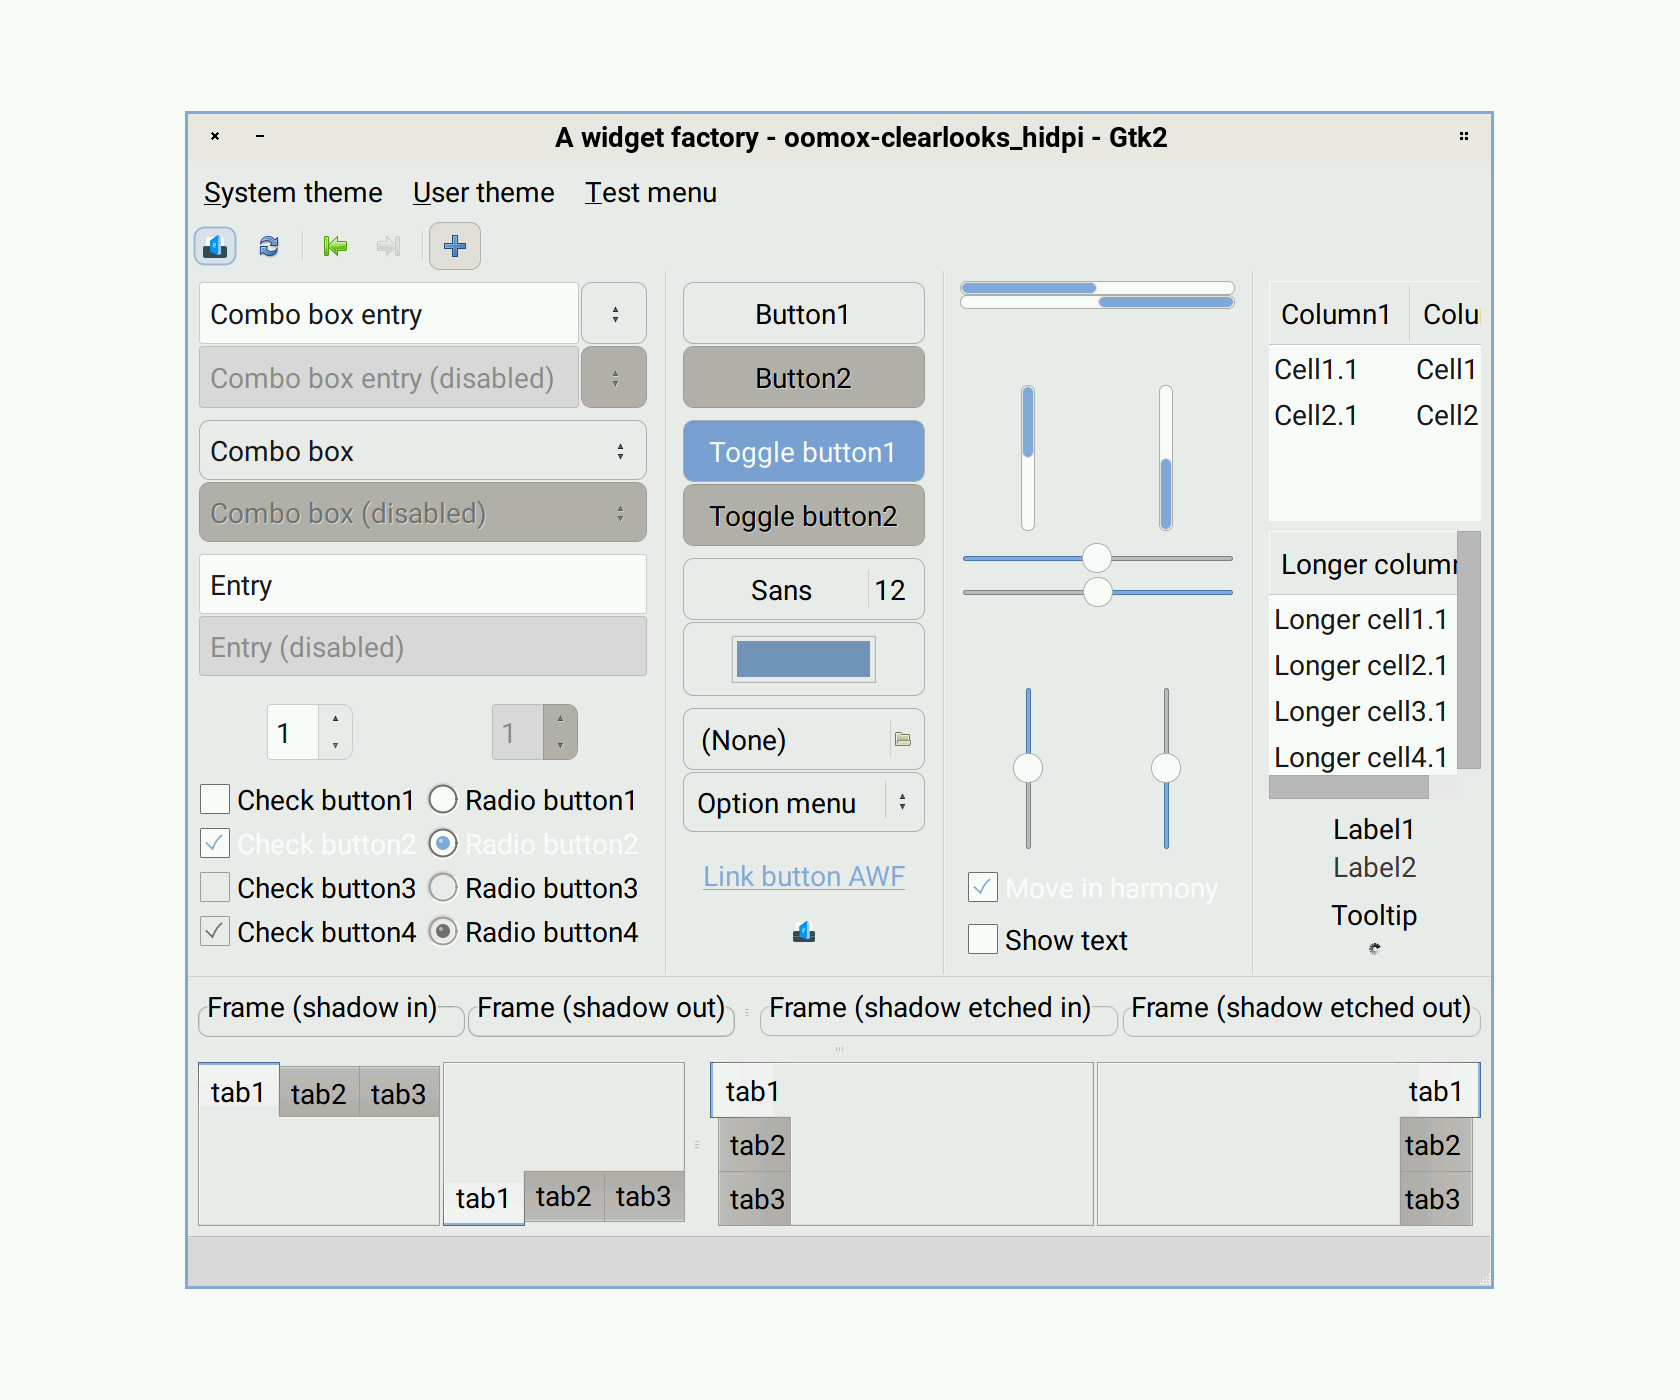 A widget factory - oomox-clearlooks_hidpi - Gtk2
System theme User theme Test menu
Combo box entry
Combo box entry (disabled)
Combo box
Combo box (disabled)
Entry
Entry (disabled)
1 1
Check button1 Radio button1
Check button2 Radio button2
Check button3 Radio button3
Check button4 Radio button4
Button1
Button2
Toggle button1
Toggle button2
Sans 12
(None)
Option menu
Link button AWF
Move in harmony
Show text
Column1 Colu
Cell1.1 Cell1
Cell2.1 Cell2
Longer column
Longer cell1.1
Longer cell2.1
Longer cell3.1
Longer cell4.1
Label1
Label2
Tooltip
Frame (shadow in) Frame (shadow out) Frame (shadow etched in) Frame (shadow etched out)
tab1 tab2 tab3
tab1 tab2 tab3
tab1
tab2
tab3
tab1
tab2
tab3